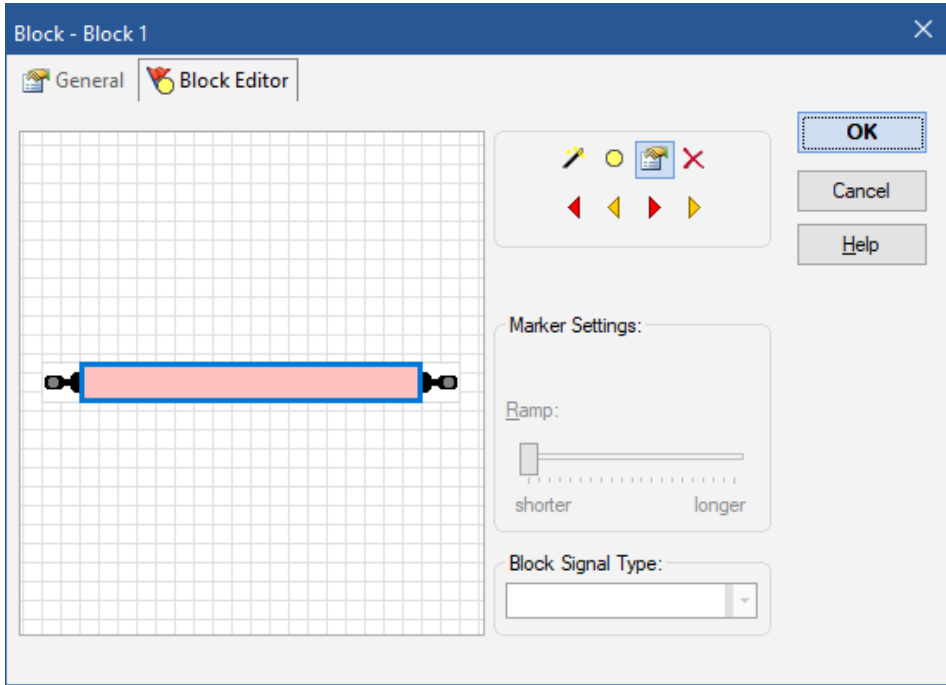 Block - Block 1
General
Block Editor
OK
Cancel
Help
Marker Settings:
Ramp:
shorter longer
Block Signal Type: